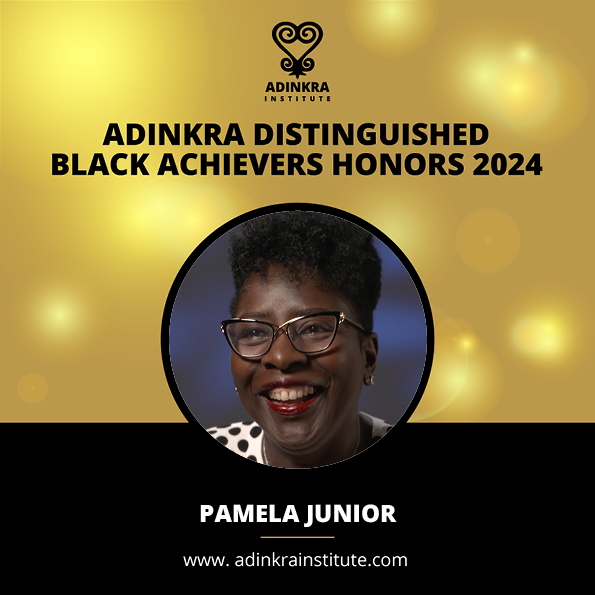 ADINKRA
INSTITUTE
ADINKRA DISTINGUISHED
BLACK ACHIEVERS HONORS 2024
PAMELA JUNIOR
www. adinkrainstitute.com